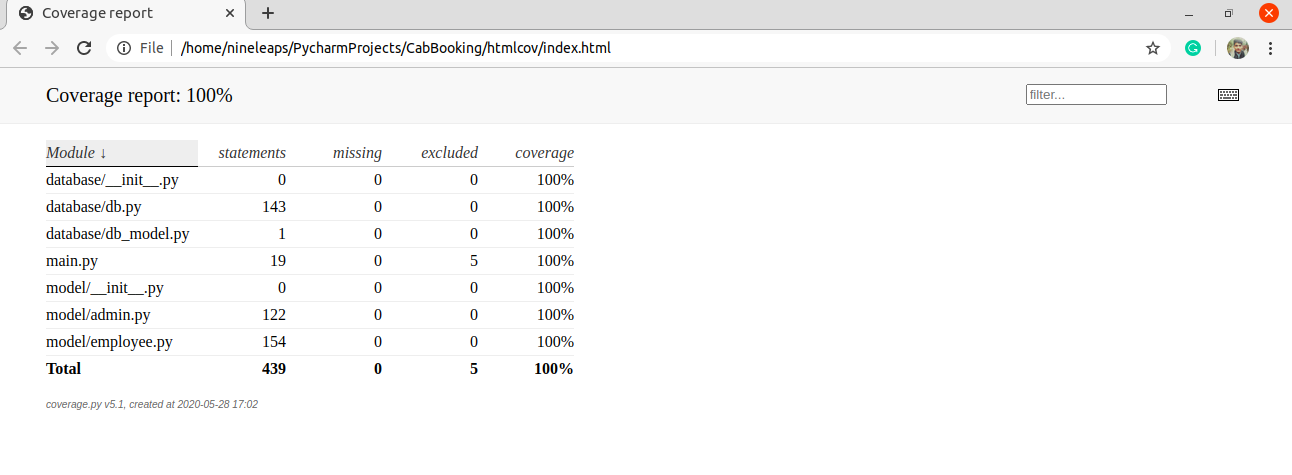 Coverage report
File /home/nineleaps/PycharmProjects/CabBooking/htmlcov/index.html
Coverage report: 100% filter...
Module ↓ statements missing excluded coverage
database/__init__.py 0 0 0 100%
database/db.py 143 0 0 100%
database/db_model.py 1 0 0 100%
main.py 19 0 5 100%
model/__init__.py 0 0 0 100%
model/admin.py 122 0 0 100%
model/employee.py 154 0 0 100%
Total 439 0 5 100%
coverage.py v5.1, created at 2020-05-28 17:02